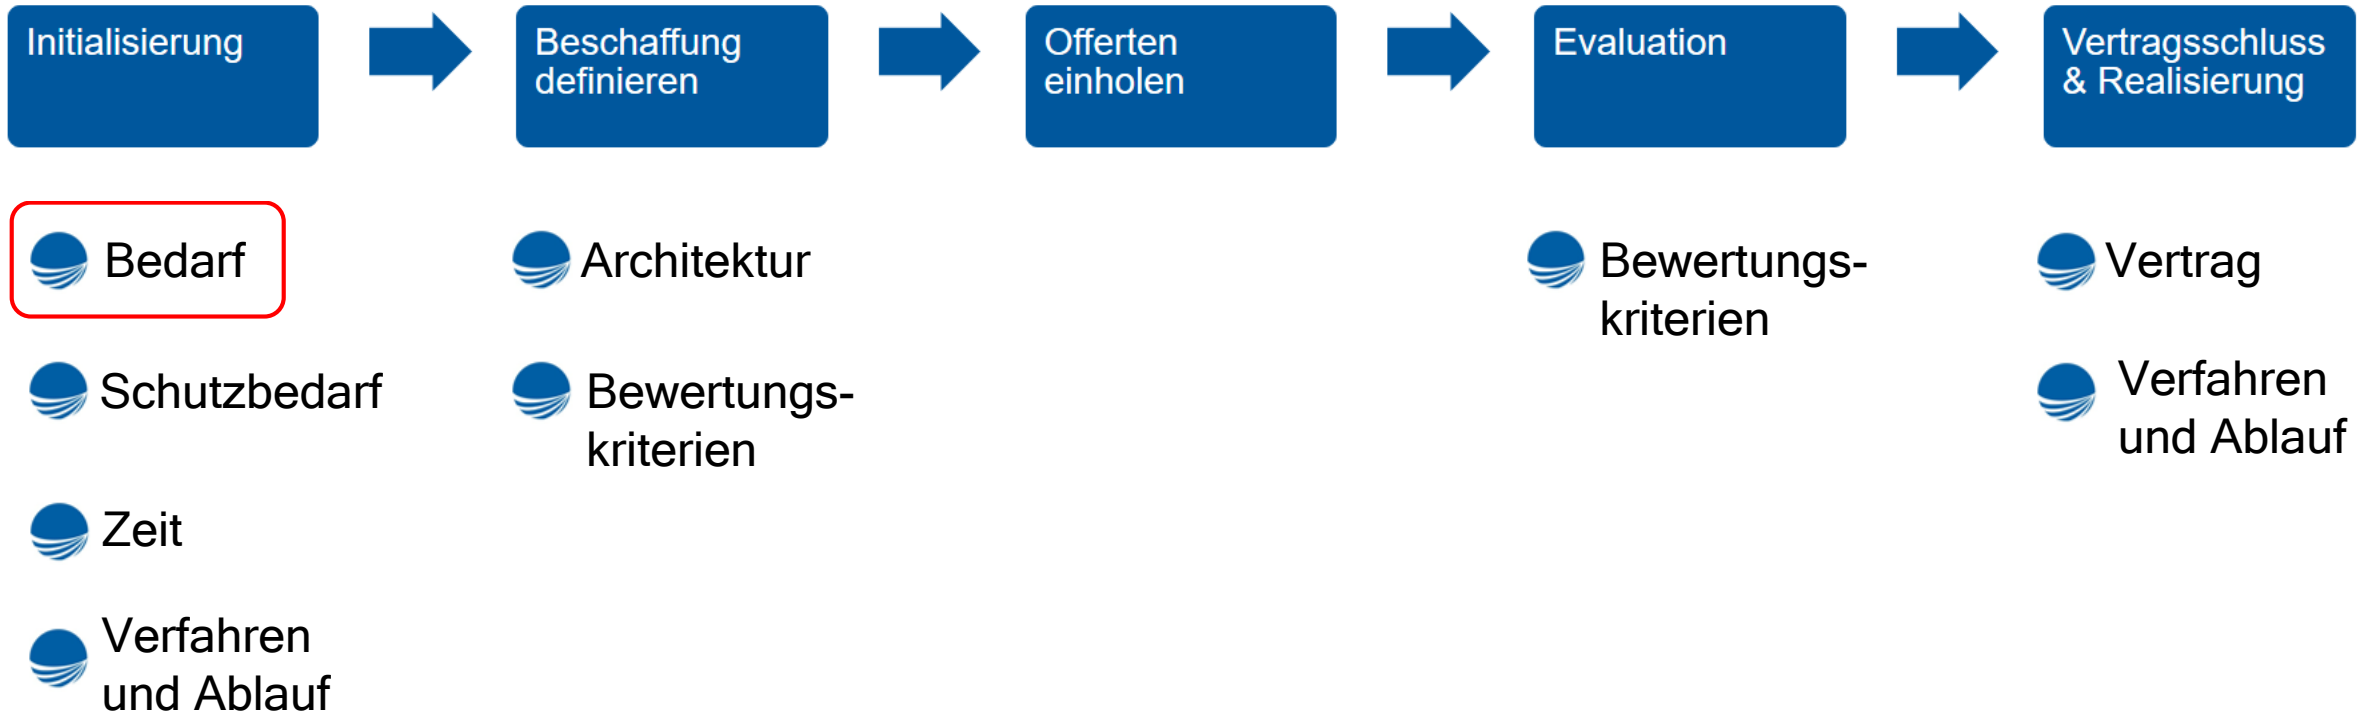 Initialisierung
Beschaffung
definieren
Offerten
einholen
Evaluation
Vertragsschluss
& Realisierung
Bedarf
Schutzbedarf
Zeit
Verfahren
und Ablauf
Architektur
Bewertungs-
kriterien
Bewertungs-
kriterien
Vertrag
Verfahren
und Ablauf